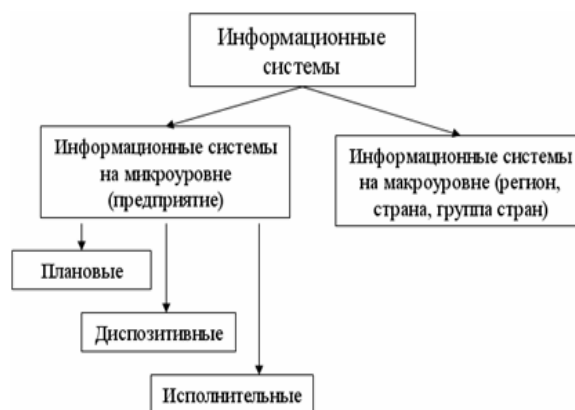 Информационные
системы
Информационные системы
на микроуровне
(предприятие)
Информационные системы
на макроуровне (регион,
страна, группа стран)
Плановые
Диспозитивные
Исполнительные